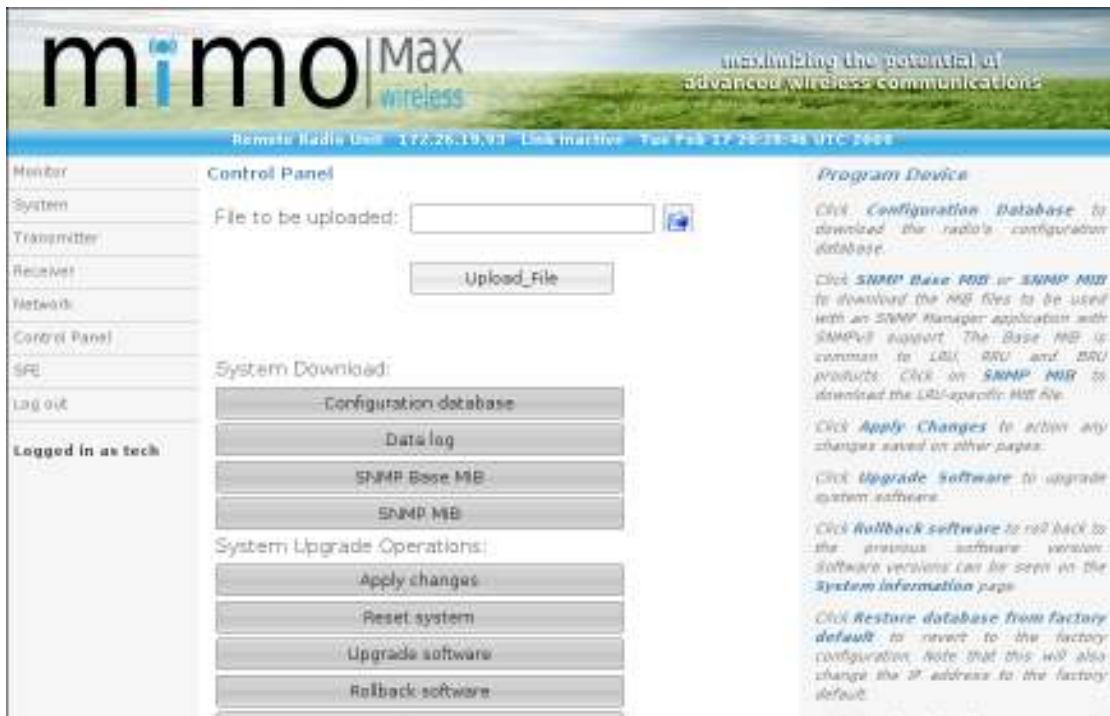 mimo Max wireless
maximizing the potential of
advanced wireless communications
Remote Radio Unit 172.26.19.93 Link Inactive Tue Feb 17 UTC
Monitor
System
Transmitter
Receiver
Network
Control Panel
SFE
Log out
Logged in as tech
Control Panel
File to be uploaded:
Upload_File
System Download:
Configuration database
Data log
SNMP Base MIB
SNMP MIB
System Upgrade Operations:
Apply changes
Reset system
Upgrade software
Rollback software
Program Device
Click Configuration Database to
download the radio's configuration
database.
Click SNMP Base MIB or SNMP MIB
to download the MIB files to be used
with an SNMP Manager application with
SNMPv3 support. The Base MIB is
common to LRU, RRU and BRU
products. Click on SNMP MIB to
download the LRU-specific MIB file.
Click Apply Changes to action any
changes saved on other pages.
Click Upgrade Software to upgrade
system software.
Click Rollback software to roll back to
the previous software version.
Software versions can be seen on the
System information page.
Click Restore database from factory
default to revert to the factory
configuration. Note that this will also
change the IP address to the factory
default.